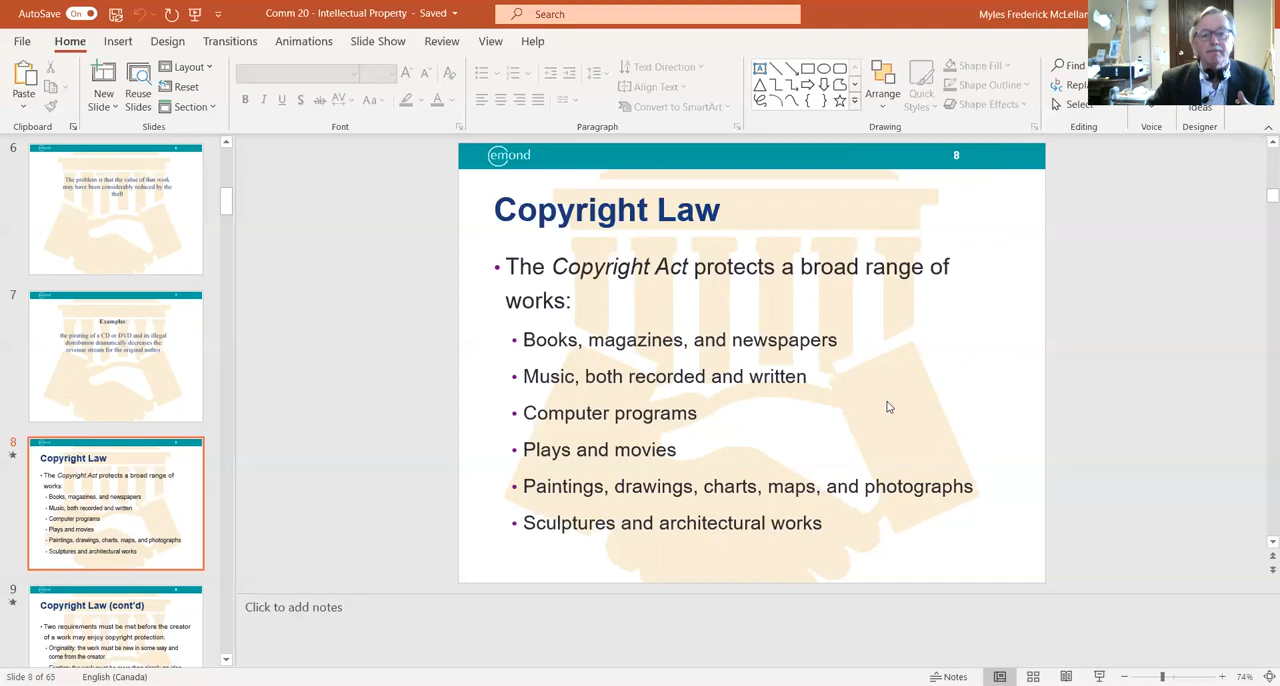 AutoSave On Comm 20 - Intellectual Property - Saved Search Myles Frederick McLellan
File Home Insert Draw Design Transitions Animations Slide Show Review View Help
Paste
Clipboard
New Slide
Reuse Slides
Layout
Reset
Section
Slides
B I U S ab AV Aa A
Font
Text Direction
Align Text
Convert to SmartArt
Paragraph
Arrange
Quick Styles
Shape Fill
Shape Outline
Shape Effects
Drawing
Find
Select
Editing
Voice
Designer
6
The problem is that the value of that work
may have been considerably reduced by the
theft
7
Examples
the pirating of a CD or DVD and its illegal
distribution dramatically decreases the
revenue stream for the original author
8
Copyright Law
• The Copyright Act protects a broad range of
works:
• Books, magazines, and newspapers
• Music, both recorded and written
• Computer programs
• Plays and movies
• Paintings, drawings, charts, maps, and photographs
• Sculptures and architectural works
9
Copyright Law (cont'd)
• Two requirements must be met before the creator
of a work may enjoy copyright protection:
• Originality: the work must be new in some way and
come from the creator
emond 8
Copyright Law
• The Copyright Act protects a broad range of
works:
• Books, magazines, and newspapers
• Music, both recorded and written
• Computer programs
• Plays and movies
• Paintings, drawings, charts, maps, and photographs
• Sculptures and architectural works
Click to add notes
Slide 8 of 65 English (Canada) Notes 74%